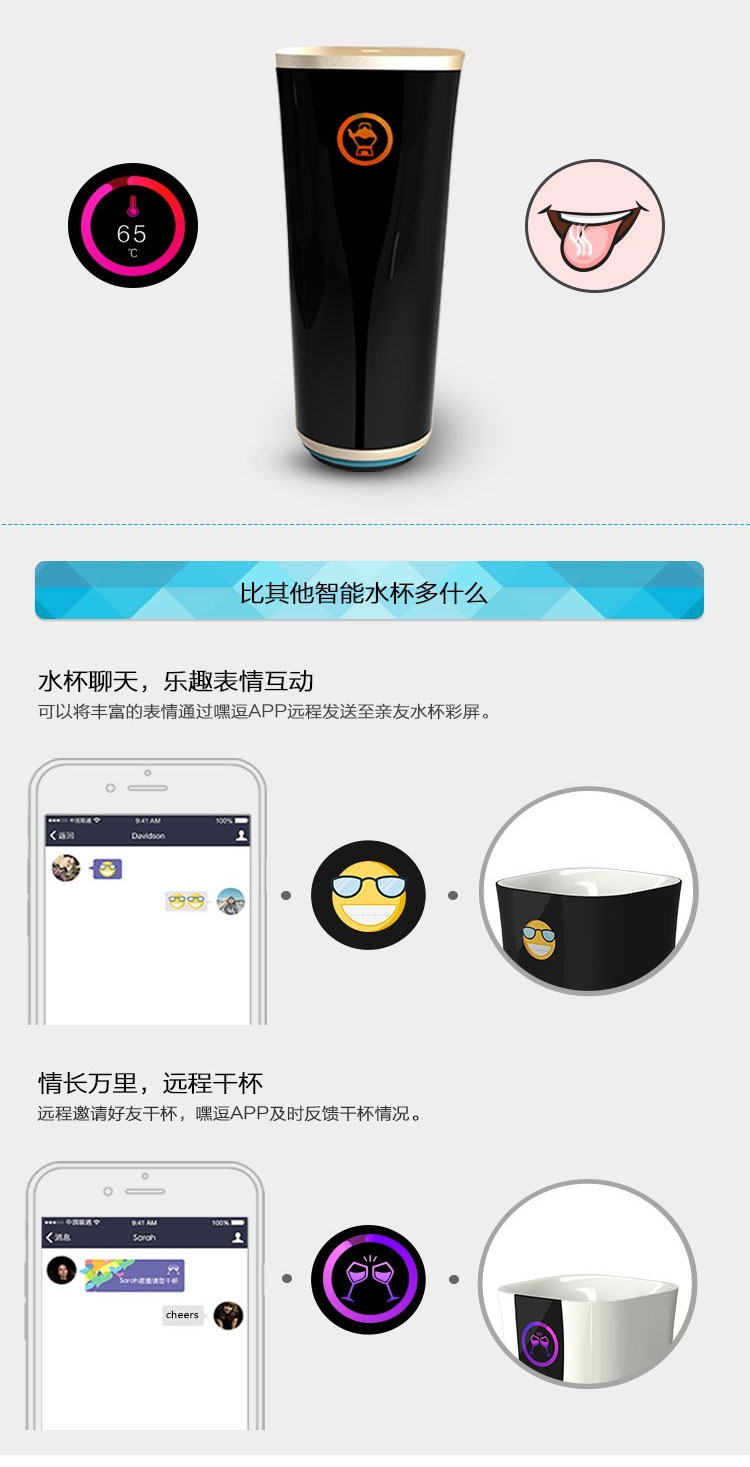 65
℃
比其他智能水杯多什么
水杯聊天，乐趣表情互动
可以将丰富的表情通过嘿逗APP远程发送至亲友水杯彩屏。
中国联通 9:41 AM 100%
返回 Davidson
情长万里，远程干杯
远程邀请好友干杯，嘿逗APP及时反馈干杯情况。
中国联通 9:41 AM 100%
消息 Sarah
Sarah君邀请您干杯
cheers